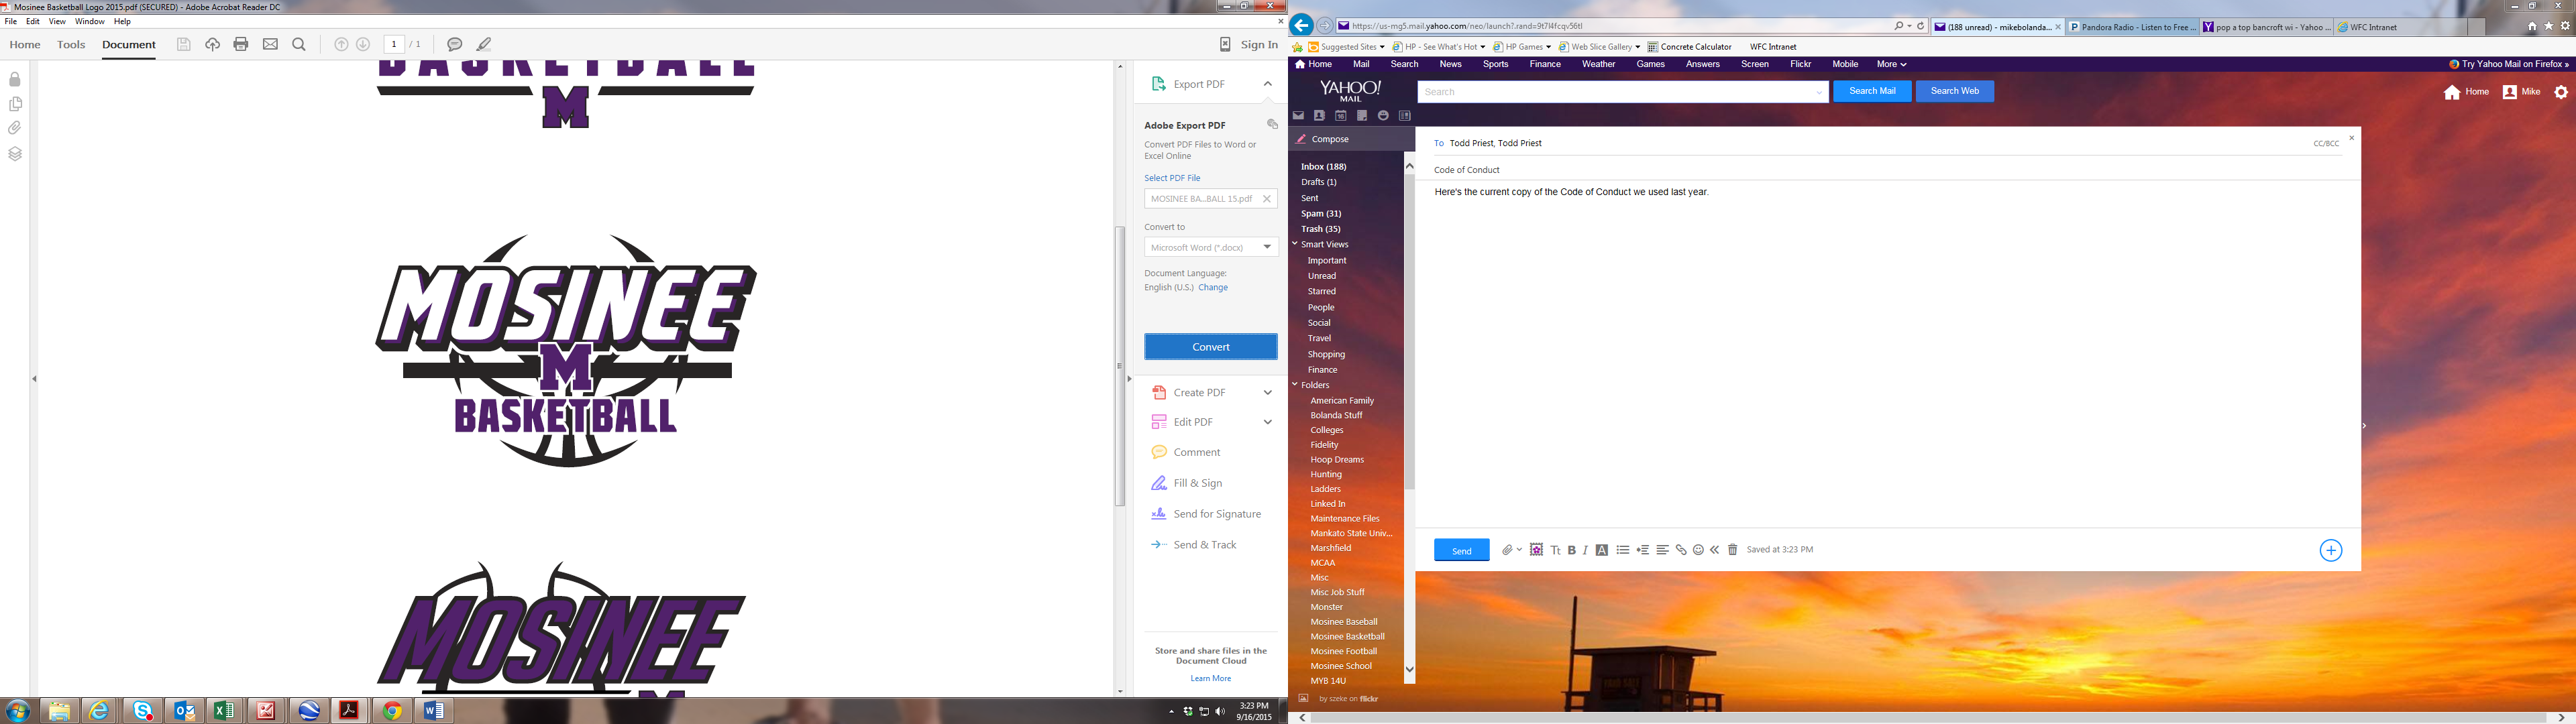 Mosinee Basketball Logo 2015.pdf (SECURED) - Adobe Acrobat Reader DC
File Edit View Window Help
Home Tools Document
1 / 1
Sign In
BASKETBALL
M
MOSINEE
M
BASKETBALL
MOSINEE
Export PDF
Adobe Export PDF
Convert PDF Files to Word or
Excel Online
Select PDF File
MOSINEE BA...BALL 15.pdf
Convert to
Microsoft Word (*.docx)
Document Language:
English (U.S.) Change
Convert
Create PDF
Edit PDF
Comment
Fill & Sign
Send for Signature
Send & Track
Store and share files in the
Document Cloud
Learn More
3:23 PM
9/16/2015
https://us-mg5.mail.yahoo.com/neo/launch?.rand=9t7l4fcqv56tl
(188 unread) - mikebolanda...
Pandora Radio - Listen to Free ...
pop a top bancroft wi - Yahoo ...
WFC Intranet
Suggested Sites
HP - See What's Hot
HP Games
Web Slice Gallery
Concrete Calculator
WFC Intranet
Home Mail Search News Sports Finance Weather Games Answers Screen Flickr Mobile More
Try Yahoo Mail on Firefox »
YAHOO!
MAIL
Search
Search Mail
Search Web
Home
Mike
16
Compose
Inbox (188)
Drafts (1)
Sent
Spam (31)
Trash (35)
Smart Views
Important
Unread
Starred
People
Social
Travel
Shopping
Finance
Folders
American Family
Bolanda Stuff
Colleges
Fidelity
Hoop Dreams
Hunting
Ladders
Linked In
Maintenance Files
Mankato State Univ...
Marshfield
MCAA
Misc
Misc Job Stuff
Monster
Mosinee Baseball
Mosinee Basketball
Mosinee Football
Mosinee School
MYB 14U
by szeke on flickr
To Todd Priest, Todd Priest
CC/BCC
Code of Conduct
Here's the current copy of the Code of Conduct we used last year.
Send
Tt B I A
Saved at 3:23 PM